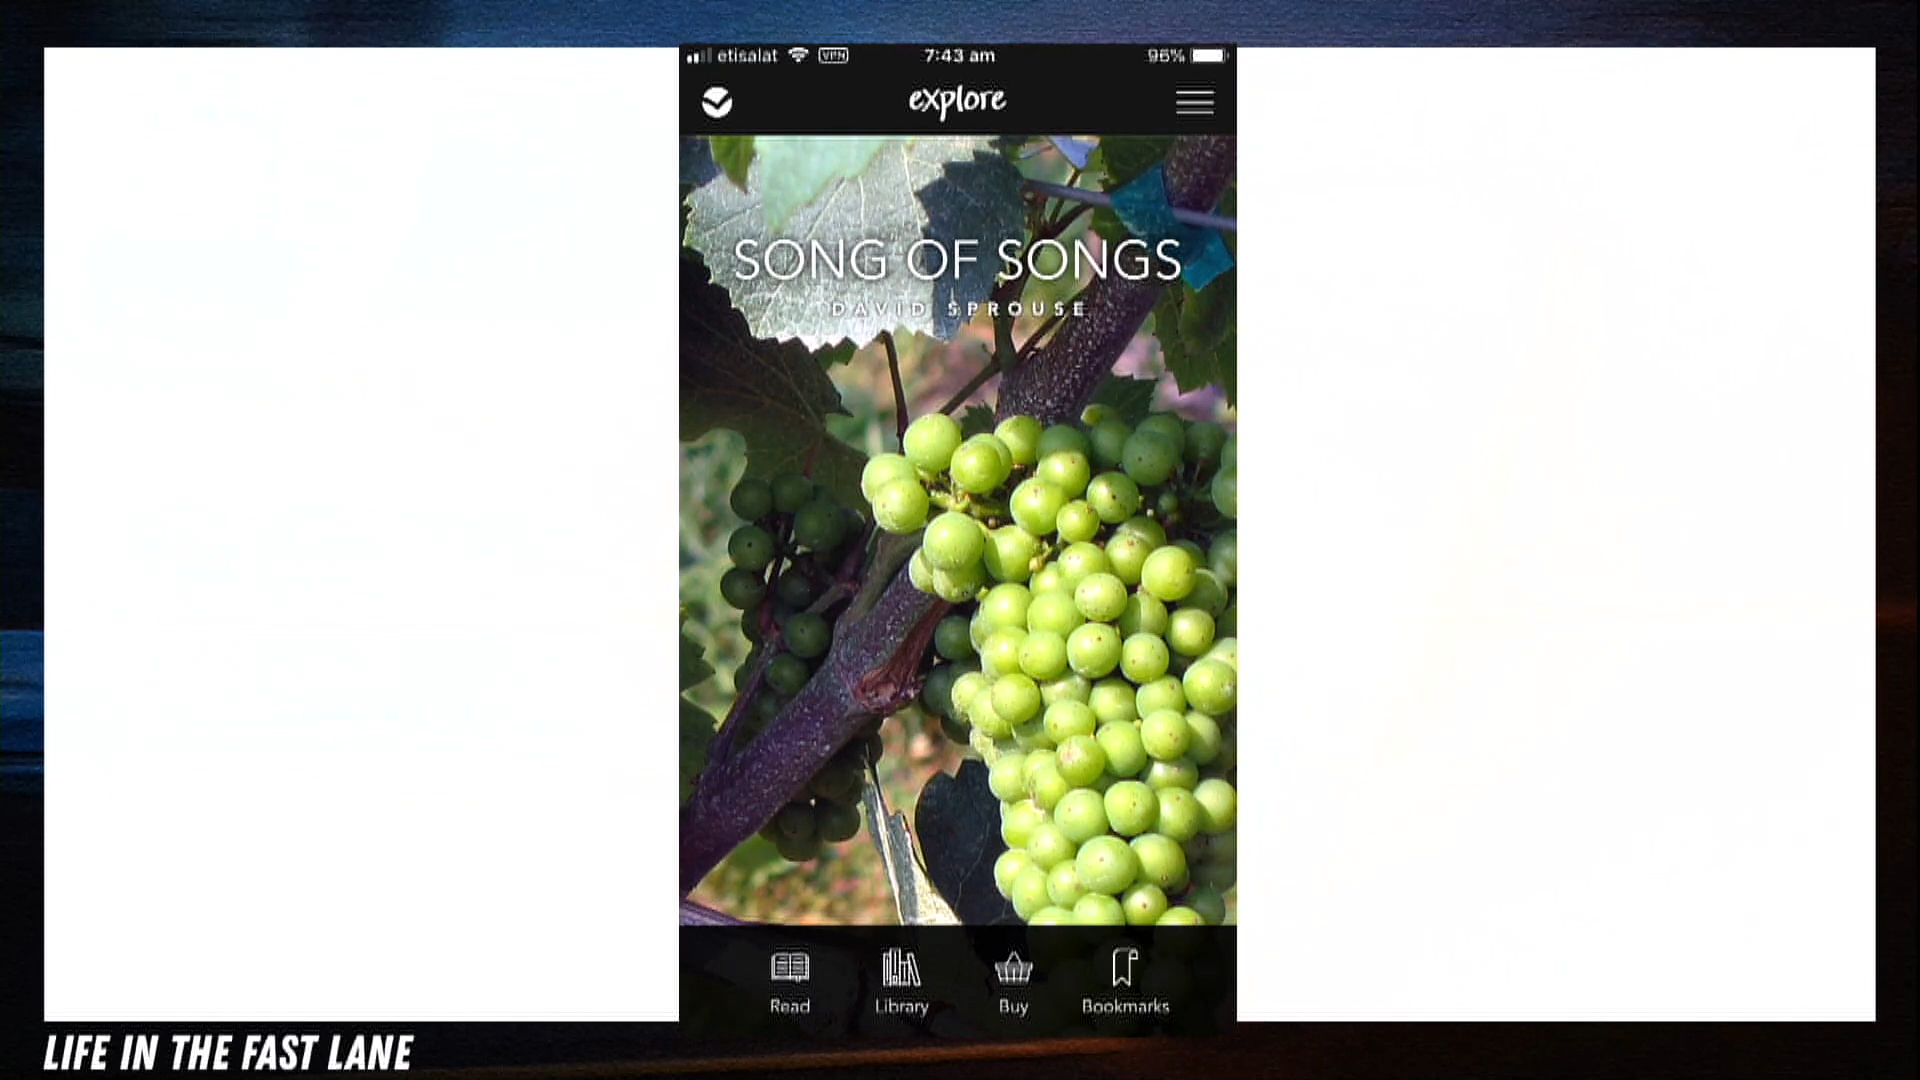 etisalat VPN 7:43 am 96%
explore
SONG OF SONGS
DAVID SPROUSE
Read Library Buy Bookmarks
LIFE IN THE FAST LANE